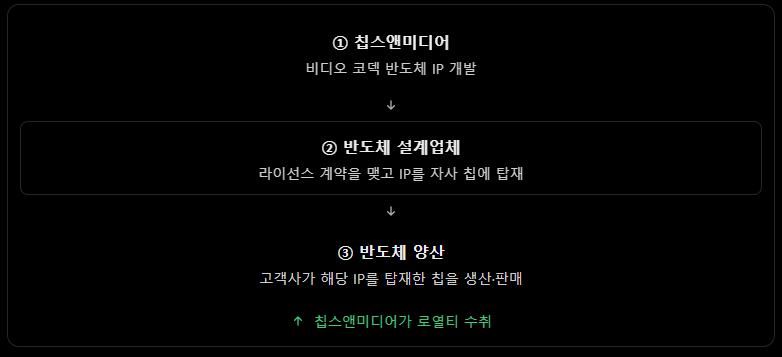 ① 칩스앤미디어
비디오 코덱 반도체 IP 개발
↓
② 반도체 설계업체
라이선스 계약을 맺고 IP를 자사 칩에 탑재
↓
③ 반도체 양산
고객사가 해당 IP를 탑재한 칩을 생산·판매
↑ 칩스앤미디어가 로열티 수취